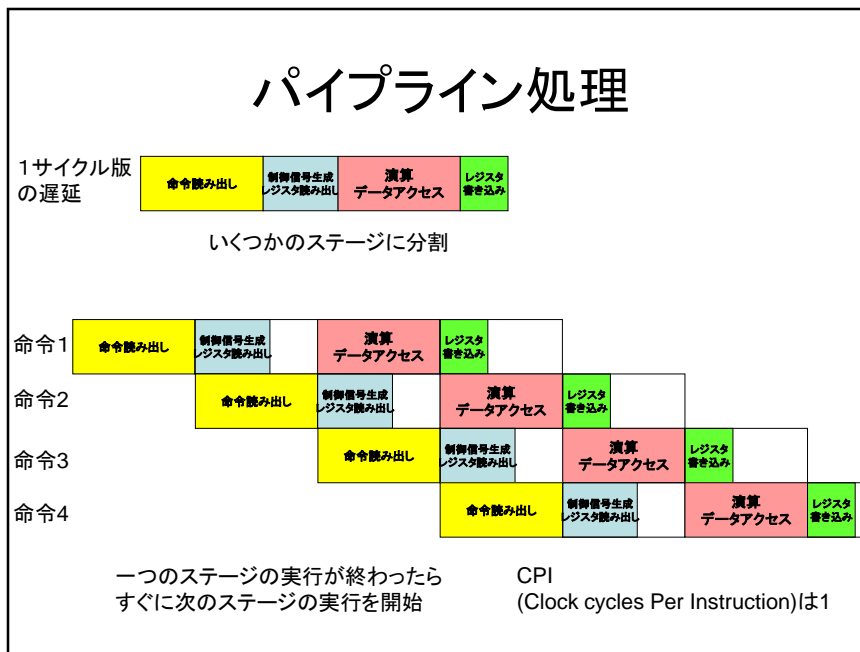 パイプライン処理
1サイクル版
の遅延
命令読み出し
制御信号生成
レジスタ読み出し
演算
データアクセス
レジスタ
書き込み
いくつかのステージに分割
命令1
命令読み出し
制御信号生成
レジスタ読み出し
演算
データアクセス
レジスタ
書き込み
命令2
命令読み出し
制御信号生成
レジスタ読み出し
演算
データアクセス
レジスタ
書き込み
命令3
命令読み出し
制御信号生成
レジスタ読み出し
演算
データアクセス
レジスタ
書き込み
命令4
命令読み出し
制御信号生成
レジスタ読み出し
演算
データアクセス
レジスタ
書き込み
一つのステージの実行が終わったら
すぐに次のステージの実行を開始
CPI
(Clock cycles Per Instruction)は1